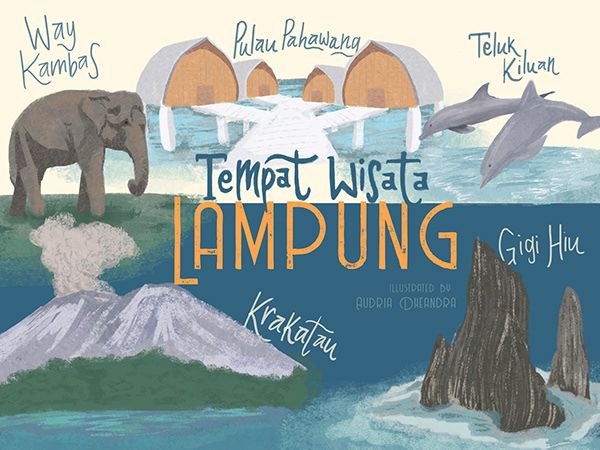 Way
Kambas
Pulau Pahawang
Teluk
Kiluan
Tempat Wisata
LAMPUNG
Gigi Hiu
ILLUSTRATED BY
AUDRIA DHEANDRA
Krakatau